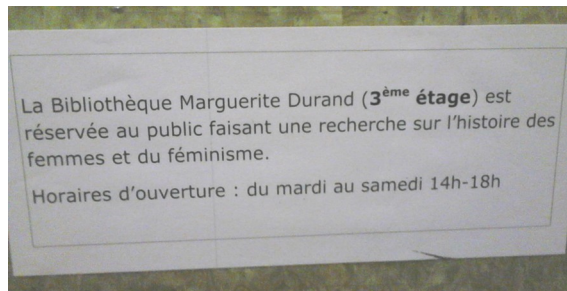 La Bibliothèque Marguerite Durand (3ème étage) est
réservée au public faisant une recherche sur l'histoire des
femmes et du féminisme.
Horaires d'ouverture : du mardi au samedi 14h-18h